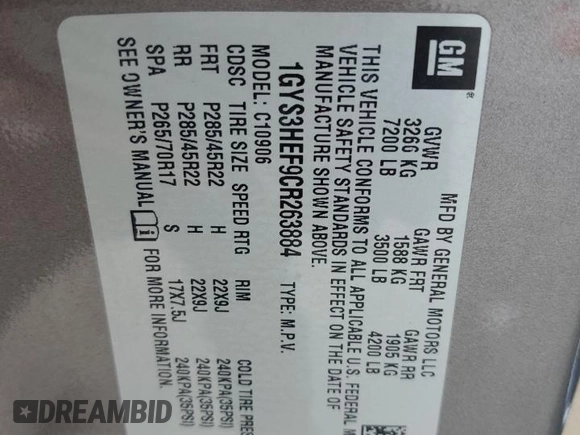 GM
®
MFD BY GENERAL MOTORS LLC
GVWR GAWR FRT GAWR RR
3260 KG 1588 KG 1905 KG
7200 LB 3500 LB 4200 LB
THIS VEHICLE CONFORMS TO ALL APPLICABLE U.S. FEDERAL
VEHICLE SAFETY STANDARDS IN EFFECT ON THE DATE OF
MANUFACTURE SHOWN ABOVE.
1GYS3HEF9CR263884 TYPE: M.P.V.
MODEL: C10906
CDSC TIRE SIZE SPEED RTG RIM COLD TIRE PRES
FRT P285/45R22 H 22X9J 240KPA(35PSI)
RR P285/45R22 H 22X9J 240KPA(35PSI)
SPA P265/70R17 S 17X7.5J 240KPA(35PSI)
SEE OWNER'S MANUAL i FOR MORE INFORMATION.
DREAMBID